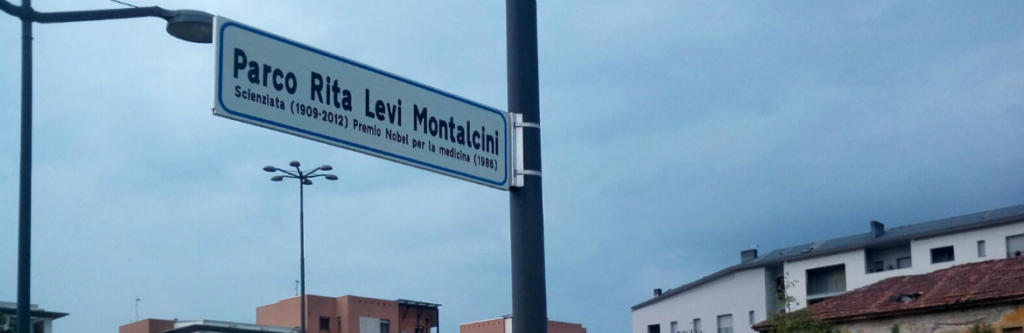 Parco Rita Levi Montalcini
Scienziata (1909-2012) Premio Nobel per la medicina (1986)